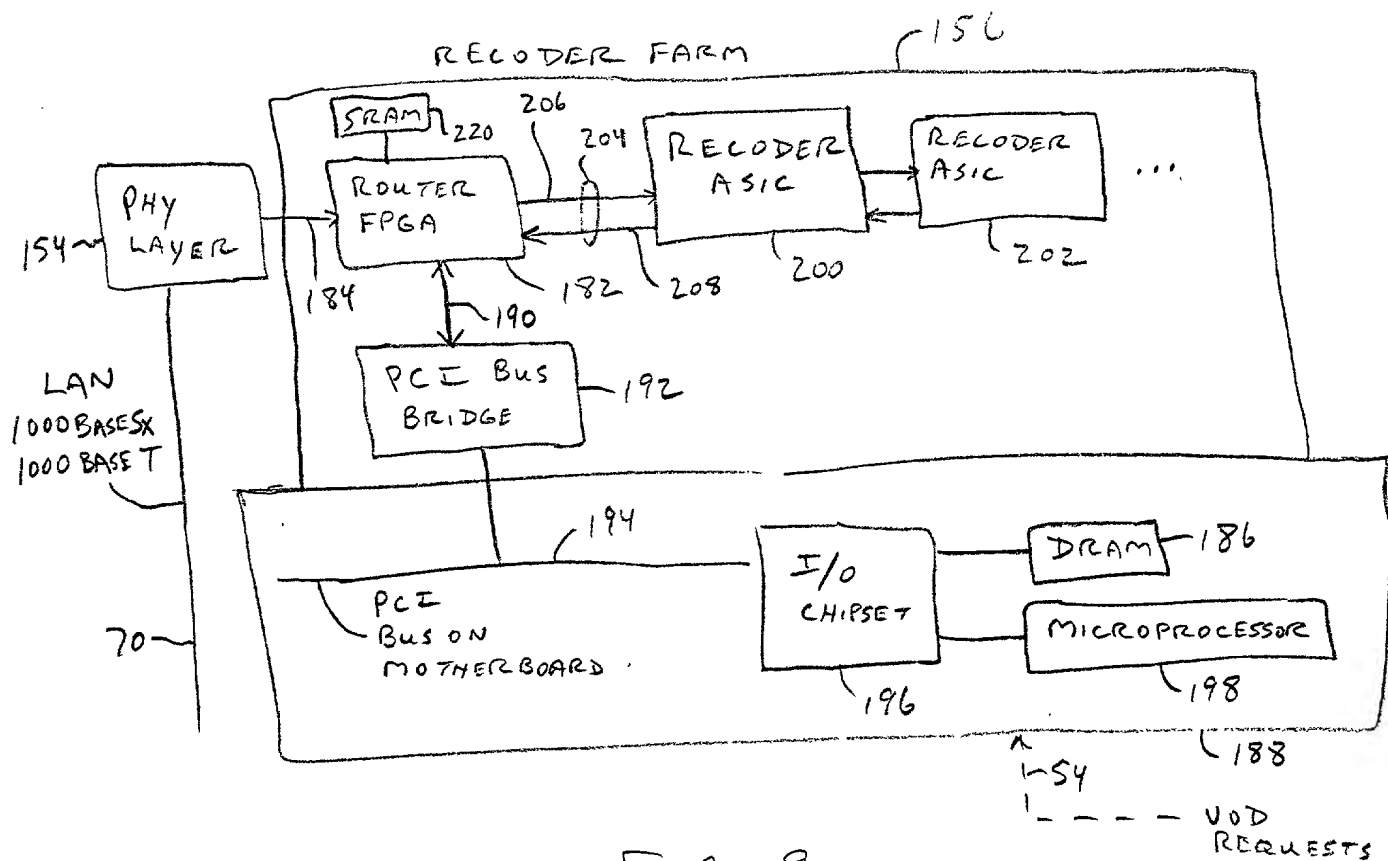 RECODER FARM
156
SRAM
220
206
204
RECODER
ASIC
RECODER
ASIC
...
PHY
LAYER
ROUTER
FPGA
154
184
182
208
200
202
190
PCI BUS
BRIDGE
192
LAN
1000BASESX
1000 BASE T
194
I/O
CHIPSET
DRAM
186
PCI
BUS ON
MOTHERBOARD
MICROPROCESSOR
70
196
198
188
54
VOD
REQUESTS